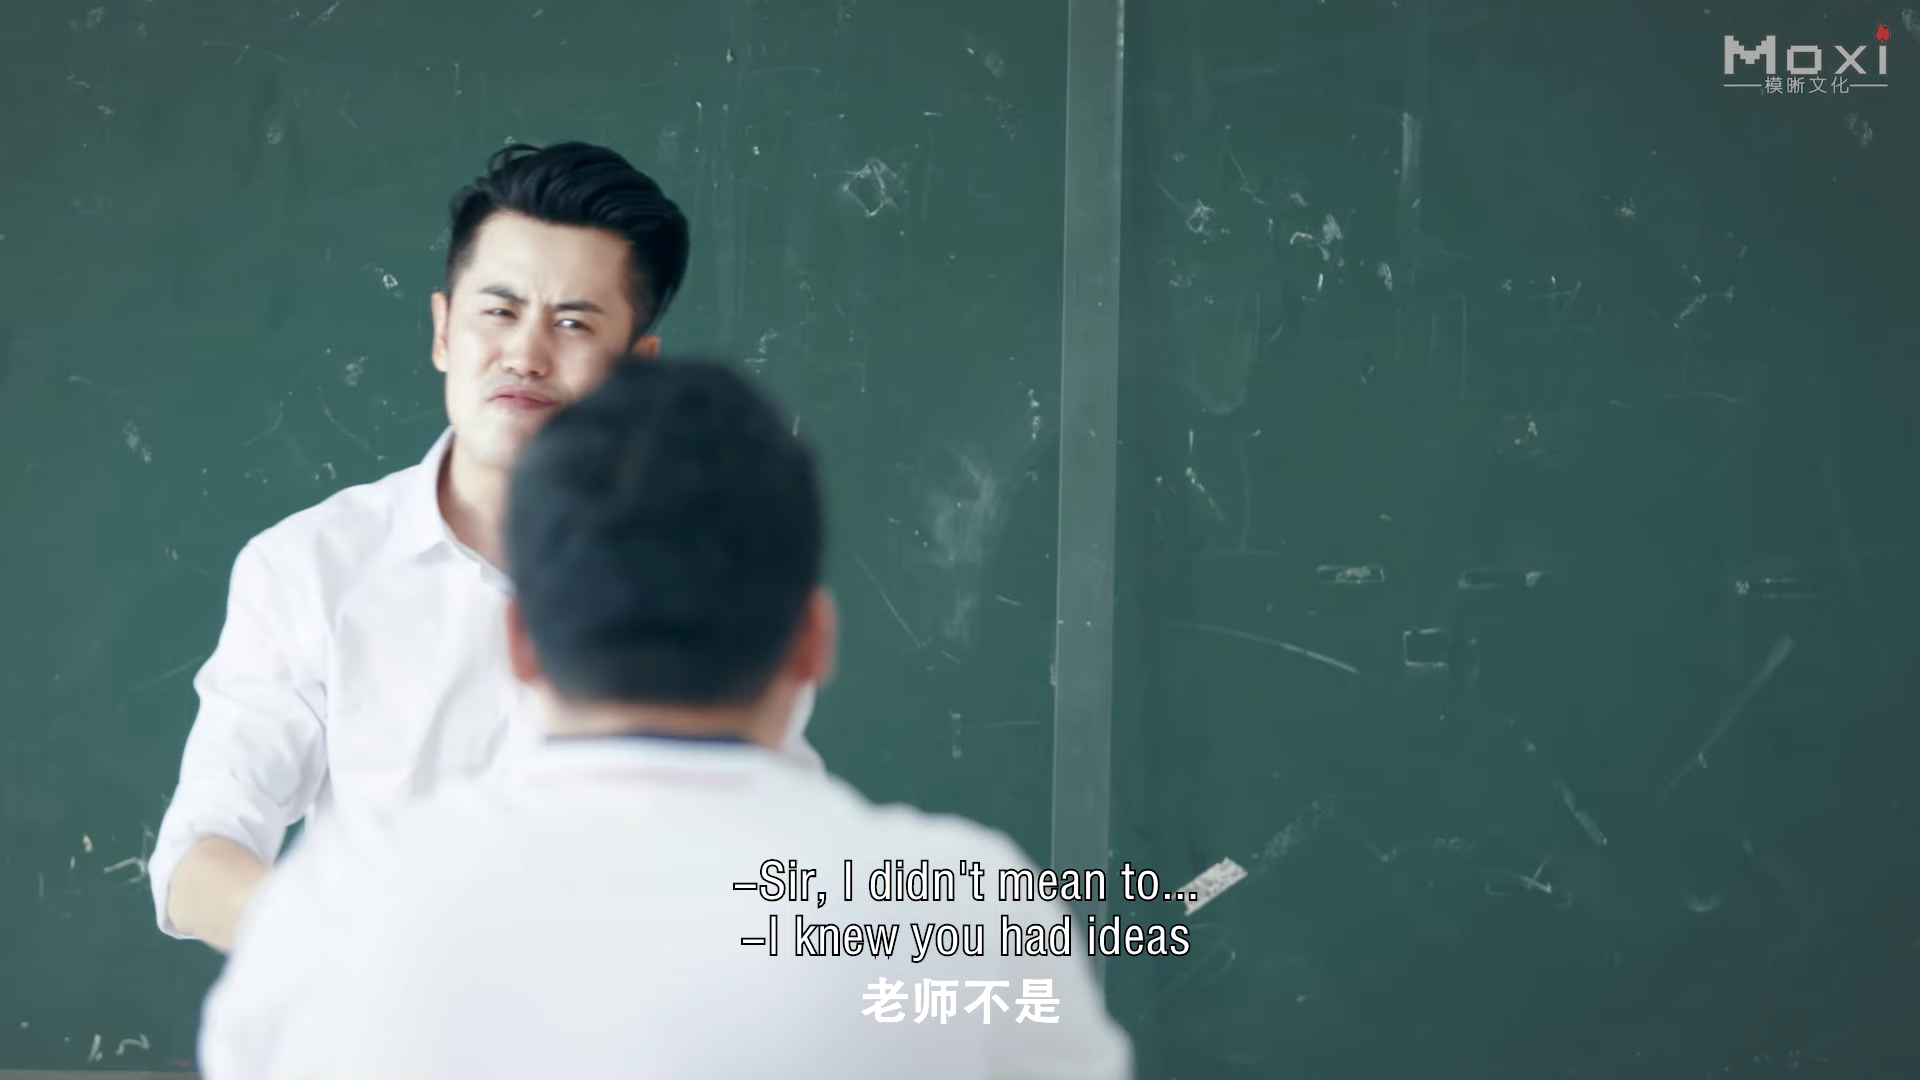 Moxi
模晰文化
–Sir, I didn't mean to...
–I knew you had ideas
老师不是